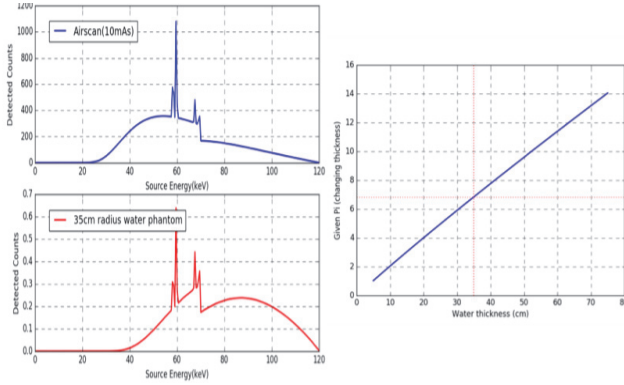 1200
1000
800
600
400
200
0
Detected Counts
Airscan(10mAs)
0 20 40 60 80 100 120
Source Energy(keV)
0.7
0.6
0.5
0.4
0.3
0.2
0.1
0.0
Detected Counts
35cm radius water phantom
0 20 40 60 80 100 120
Source Energy(keV)
16
14
12
10
8
6
4
2
0
Given Pi (changing thickness)
0 10 20 30 40 50 60 70 80
Water thickness (cm)